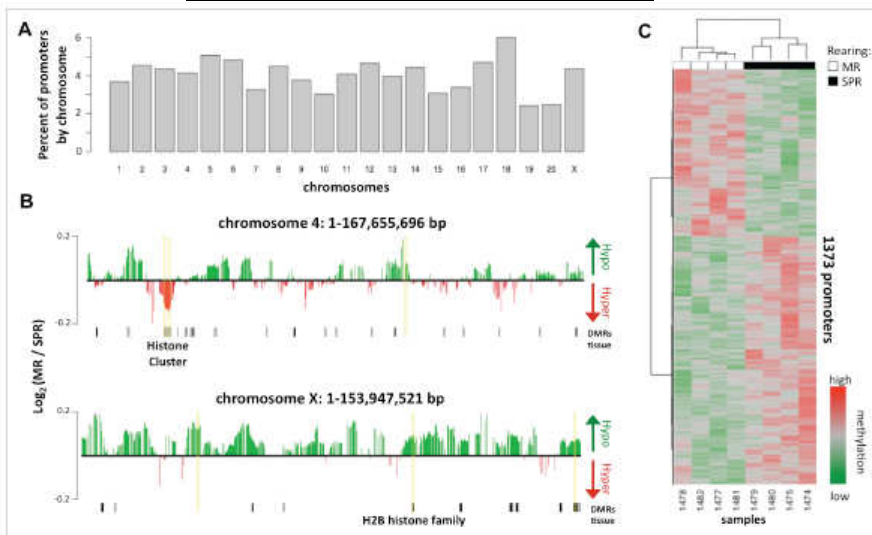 A
Percent of promoters
by chromosome
6
4
2
0
1 2 3 4 5 6 7 8 9 10 11 12 13 14 15 16 17 18 19 20 X
chromosomes
B
chromosome 4: 1-167,655,696 bp
0.2
-0.2
Hypo
Hyper
Histone
Cluster
DMRs
tissue
Log2 (MR / SPR)
chromosome X: 1-153,947,521 bp
0.2
-0.2
Hypo
Hyper
H2B histone family
DMRs
tissue
C
Rearing:
MR
SPR
1373 promoters
high
methylation
low
1478 1482 1477 1481 1479 1480 1475 1474
samples